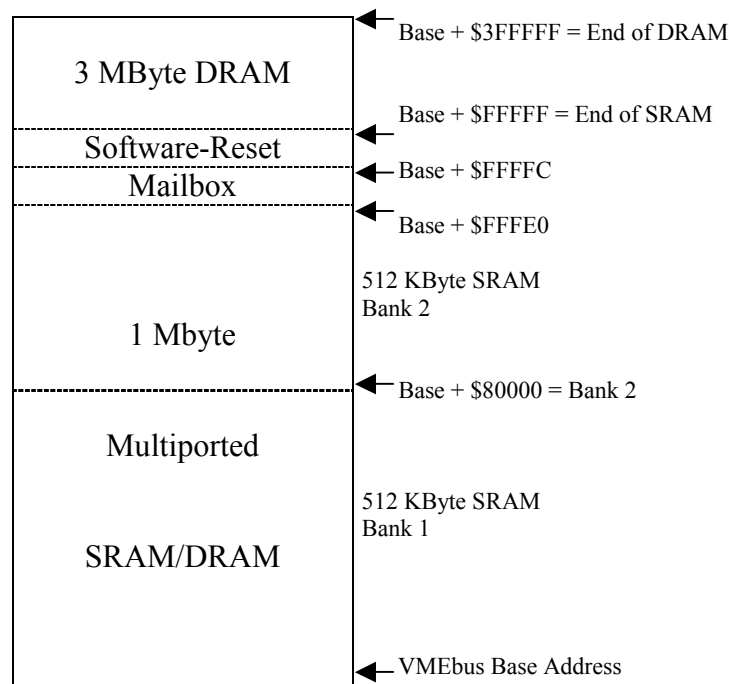 Base + $3FFFFF = End of DRAM
3 MByte DRAM
Base + $FFFFF = End of SRAM
Software-Reset
Base + $FFFFC
Mailbox
Base + $FFFE0
512 KByte SRAM
Bank 2
1 Mbyte
Base + $80000 = Bank 2
Multiported
512 KByte SRAM
Bank 1
SRAM/DRAM
VMEbus Base Address